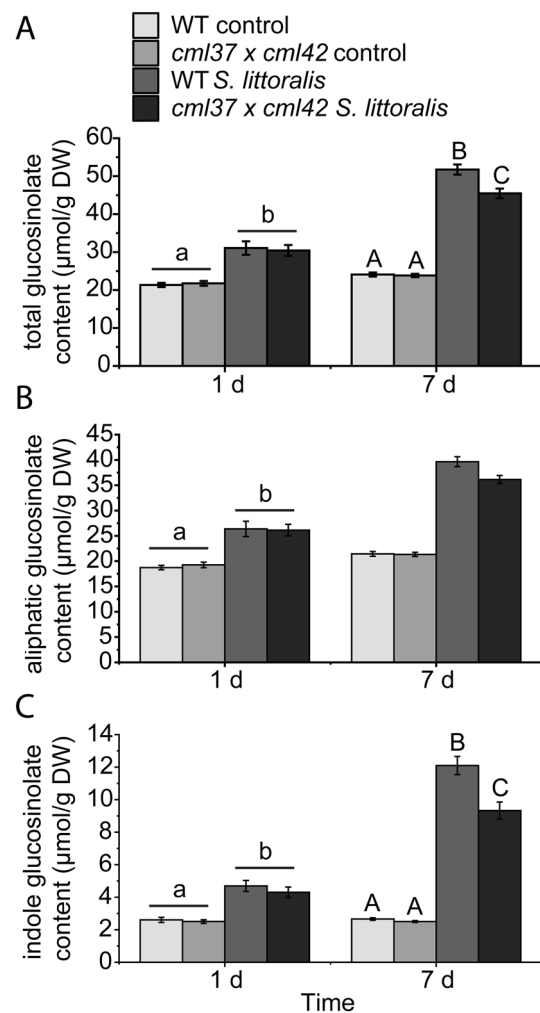 A
WT control
cml37 x cml42 control
WT S. littoralis
cml37 x cml42 S. littoralis
total glucosinolate
content (µmol/g DW)
60
50
40
30
20
10
0
a
b
A
A
B
C
1 d
7 d
B
aliphatic glucosinolate
content (µmol/g DW)
45
40
35
30
25
20
15
10
5
0
a
b
1 d
7 d
C
indole glucosinolate
content (µmol/g DW)
14
12
10
8
6
4
2
0
a
b
A
A
B
C
1 d
7 d
Time